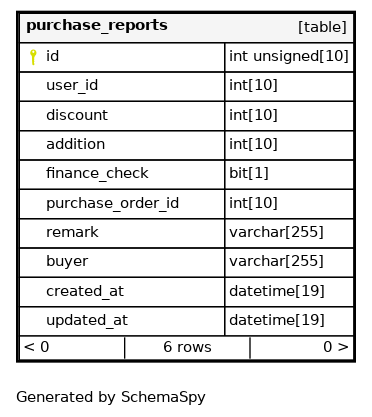 purchase_reports [table]
id int unsigned[10]
user_id int[10]
discount int[10]
addition int[10]
finance_check bit[1]
purchase_order_id int[10]
remark varchar[255]
buyer varchar[255]
created_at datetime[19]
updated_at datetime[19]
< 0 6 rows 0 >
Generated by SchemaSpy